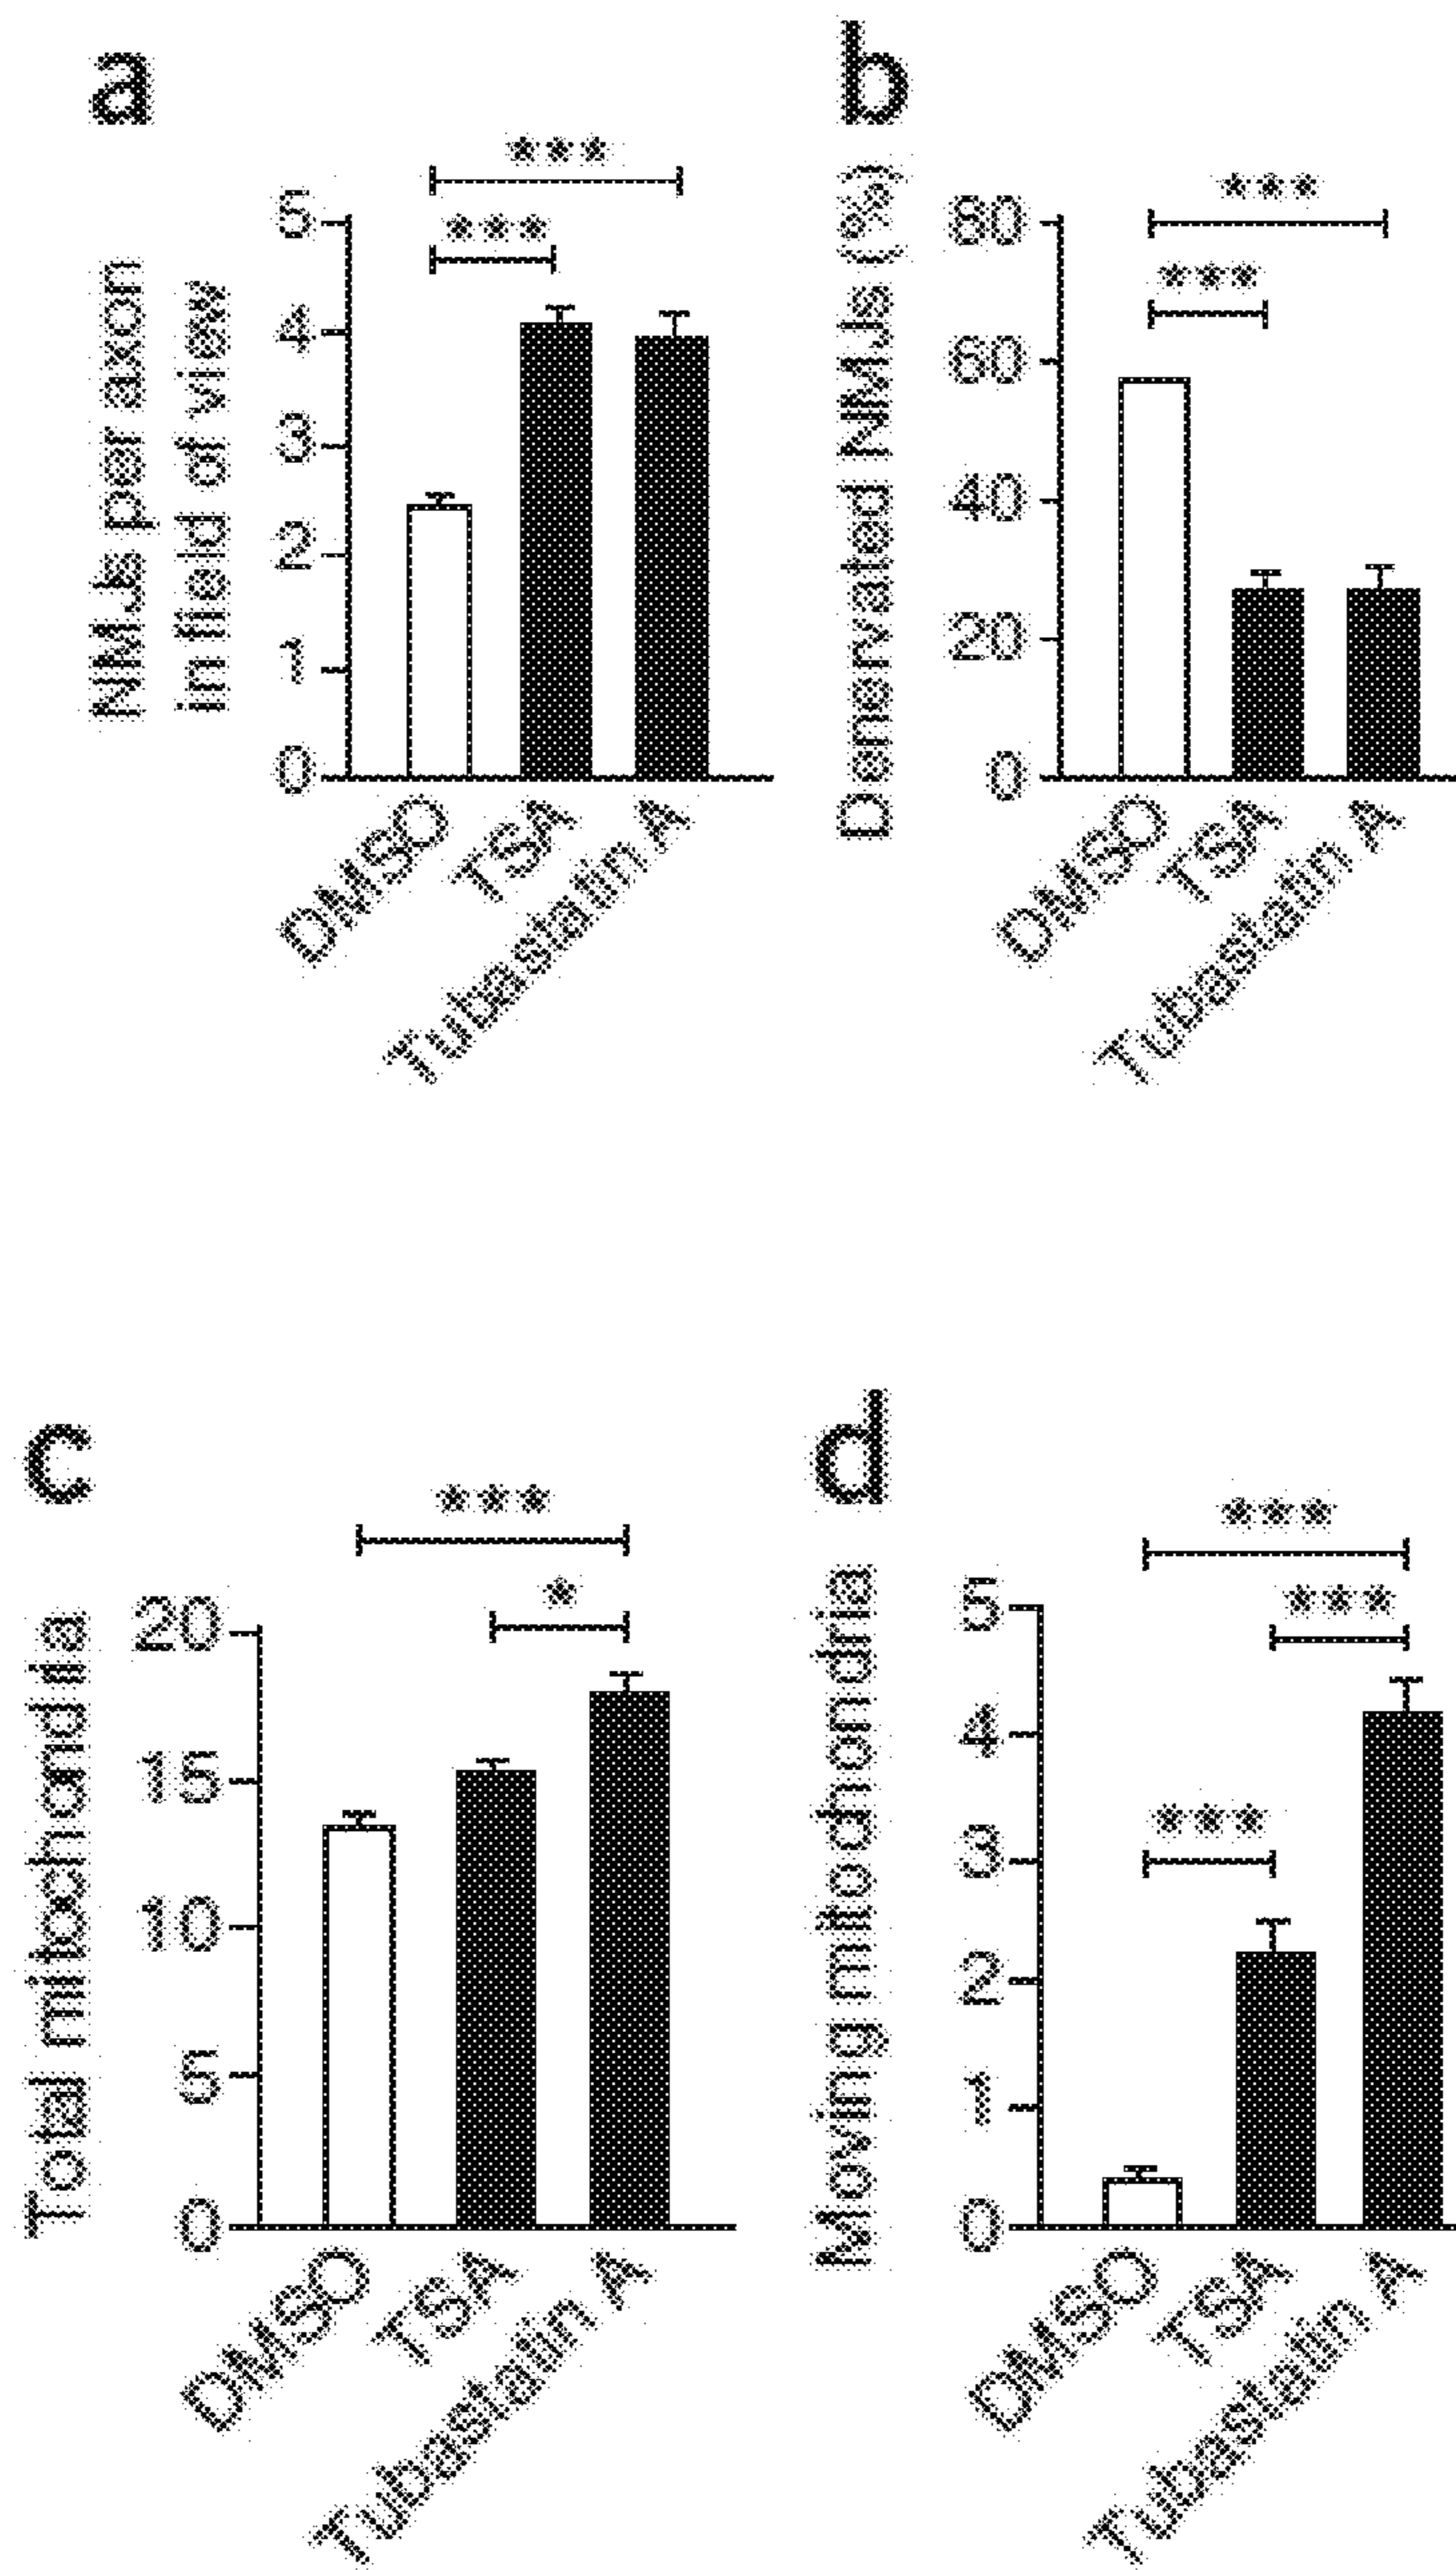 a
***
***
NMJs per axon
in field of view
5
4
3
2
1
0
DMSO
TSA
Tubastatin A
b
***
***
Denervated NMJs (%)
80
60
40
20
0
DMSO
TSA
Tubastatin A
c
***
*
Total mitochondria
20
15
10
5
0
DMSO
TSA
Tubastatin A
d
***
***
***
Moving mitochondria
5
4
3
2
1
0
DMSO
TSA
Tubastatin A